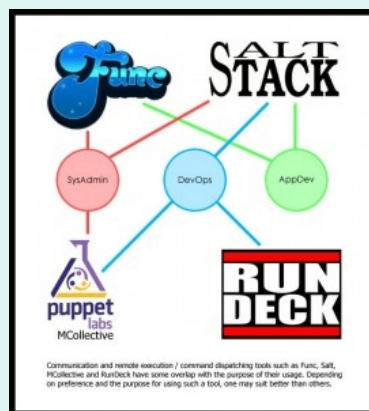 Func
SALT
STACK
SysAdmin
DevOps
AppDev
puppet
labs
MCollective
RUN
DECK
Communication and remote execution / command dispatching tools such as Func, Salt,
MCollective and RunDeck have some overlap with the purpose of their usage. Depending
on preference and the purpose for using such a tool, one may suit better than others.